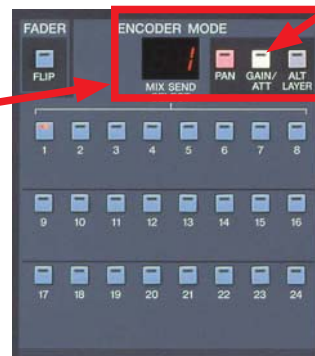 FADER ENCODER MODE
1
FLIP PAN GAIN/ATT ALT LAYER
MIX SEND
1 2 3 4 5 6 7 8
9 10 11 12 13 14 15 16
17 18 19 20 21 22 23 24